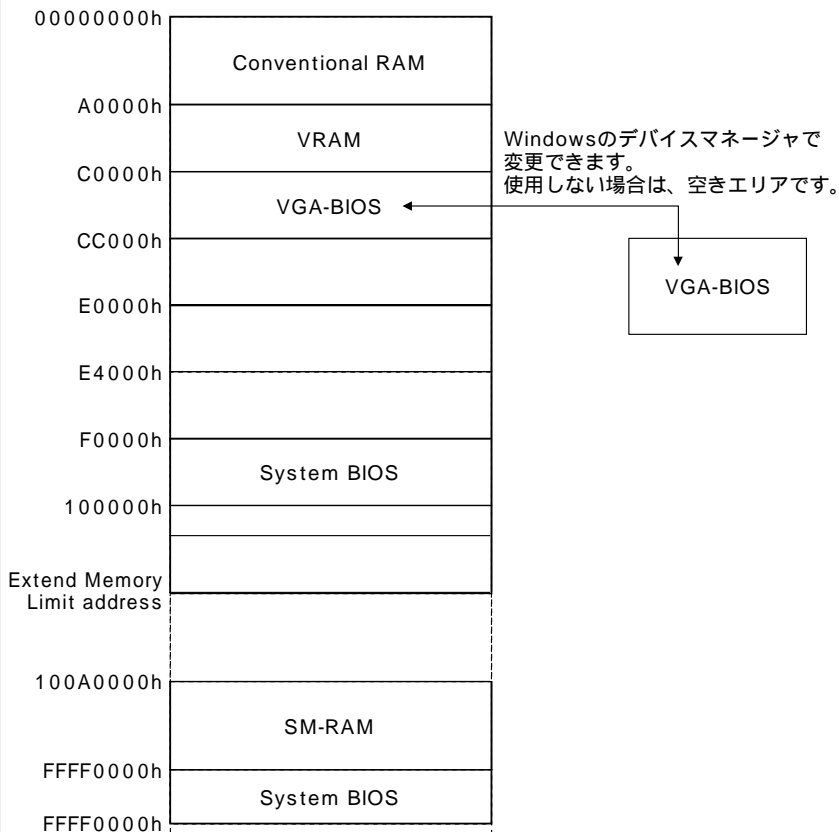 00000000h
Conventional RAM
A0000h
VRAM
Windowsのデバイスマネージャで
変更できます。
使用しない場合は、空きエリアです。
C0000h
VGA-BIOS
CC000h
VGA-BIOS
E0000h
E4000h
F0000h
System BIOS
100000h
Extend Memory
Limit address
100A0000h
SM-RAM
FFFF0000h
System BIOS
FFFF0000h